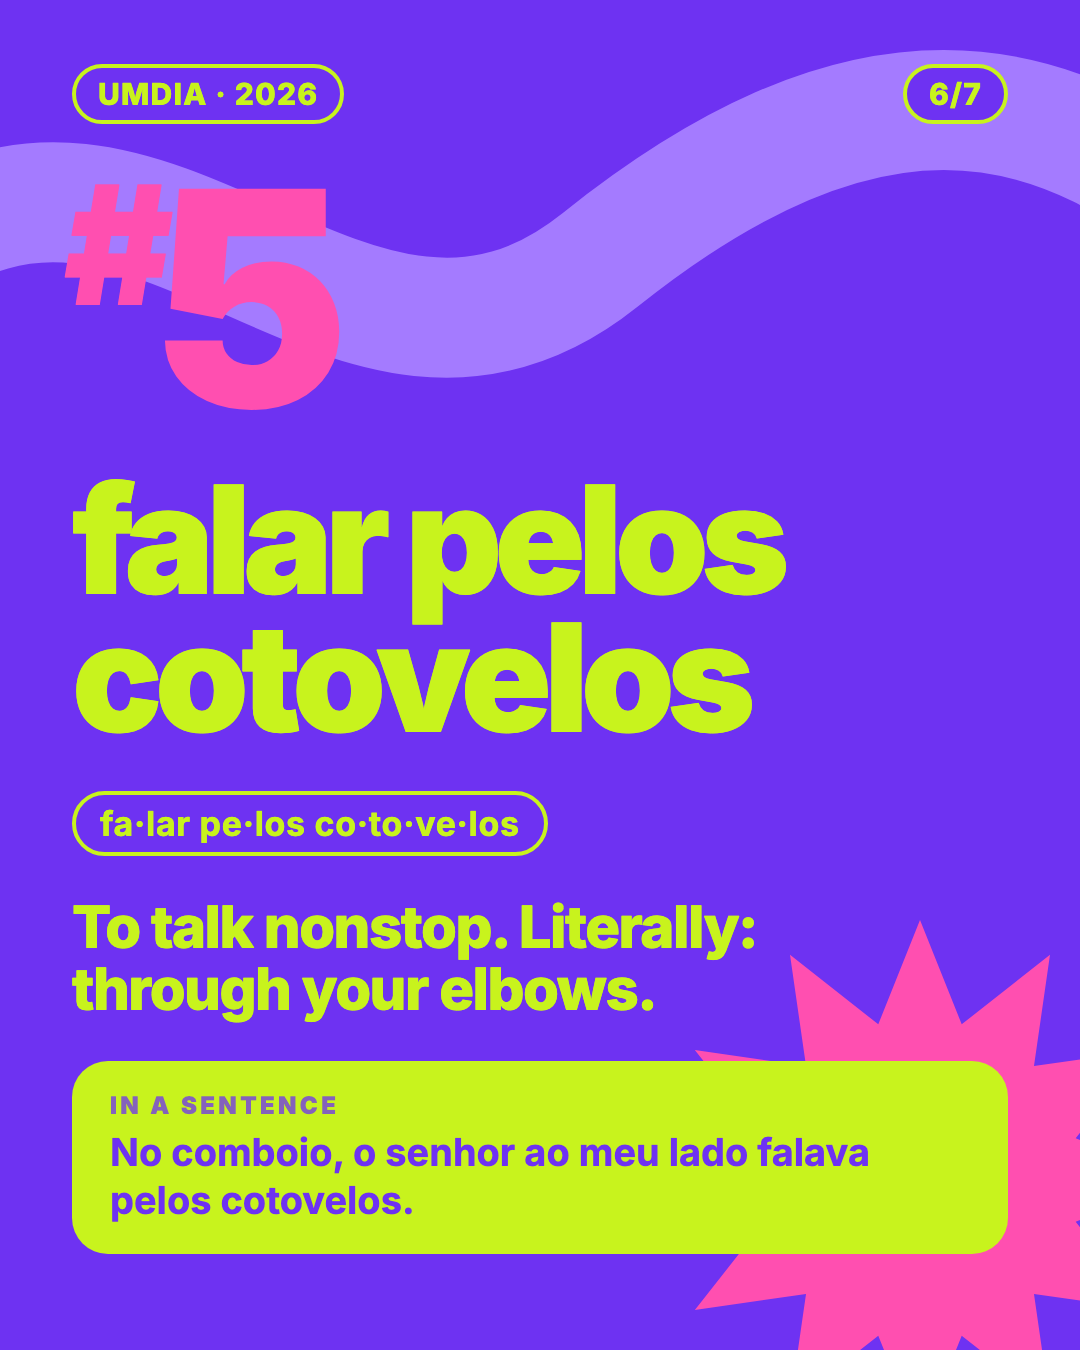 UMDIA · 2026
6/7
#5
falar pelos
cotovelos
fa·lar pe·los co·to·ve·los
To talk nonstop. Literally:
through your elbows.
IN A SENTENCE
No comboio, o senhor ao meu lado falava
pelos cotovelos.